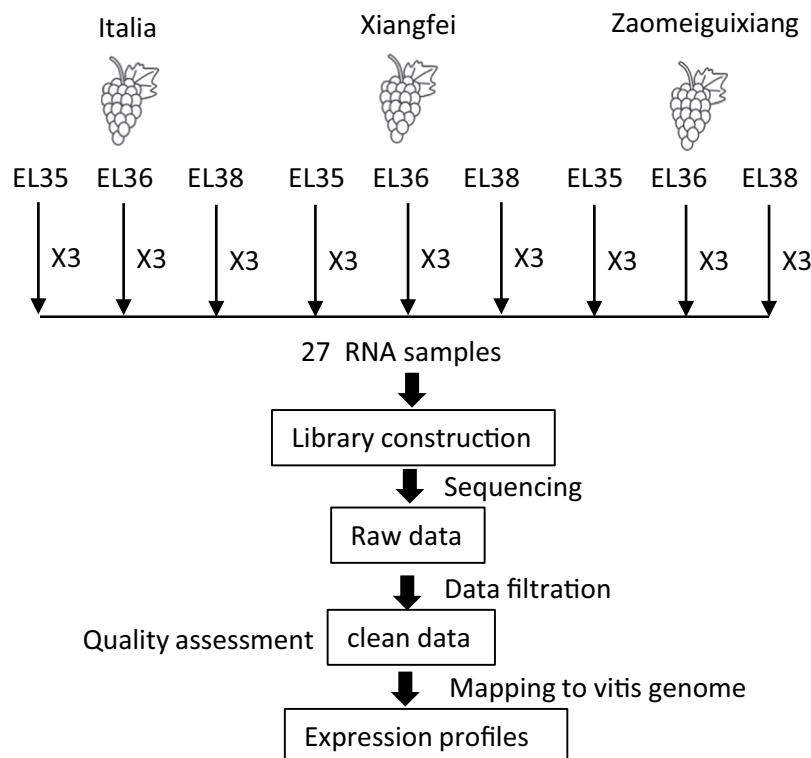 Italia Xiangfei Zaomeiguixiang
EL35 EL36 EL38 EL35 EL36 EL38 EL35 EL36 EL38
X3 X3 X3 X3 X3 X3 X3 X3 X3
27 RNA samples
Library construction
Sequencing
Raw data
Data filtration
Quality assessment clean data
Mapping to vitis genome
Expression profiles